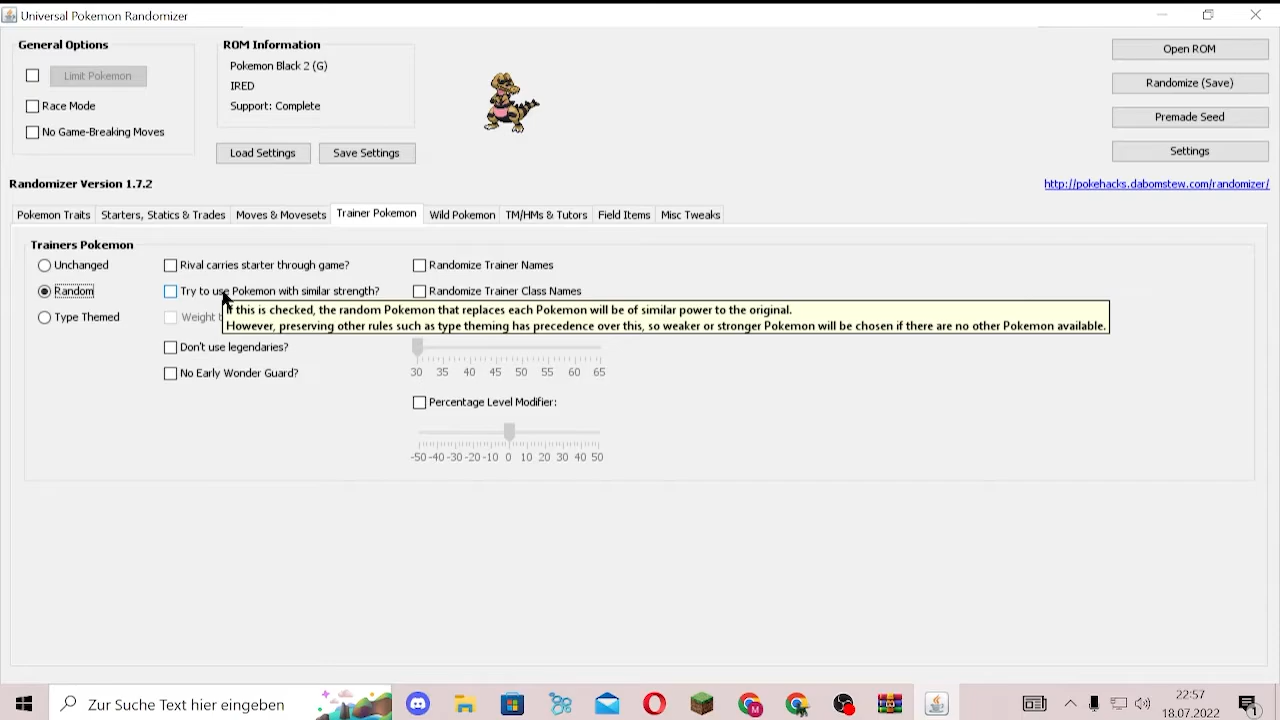 Universal Pokemon Randomizer
General Options
Limit Pokemon
Race Mode
No Game-Breaking Moves
ROM Information
Pokemon Black 2 (G)
IRED
Support: Complete
Load Settings
Save Settings
Open ROM
Randomize (Save)
Premade Seed
Settings
Randomizer Version 1.7.2
http://pokehacks.dabomstew.com/randomizer/
Pokemon Traits
Starters, Statics & Trades
Moves & Movesets
Trainer Pokemon
Wild Pokemon
TM/HMs & Tutors
Field Items
Misc Tweaks
Trainers Pokemon
Unchanged
Random
Type Themed
Rival carries starter through game?
Try to use Pokemon with similar strength?
Weight
Don't use legendaries?
No Early Wonder Guard?
Randomize Trainer Names
Randomize Trainer Class Names
If this is checked, the random Pokemon that replaces each Pokemon will be of similar power to the original.
However, preserving other rules such as type theming has precedence over this, so weaker or stronger Pokemon will be chosen if there are no other Pokemon available.
30 35 40 45 50 55 60 65
Percentage Level Modifier:
-50 -40 -30 -20 -10 0 10 20 30 40 50
Zur Suche Text hier eingeben
22:57
18.07.2022
1